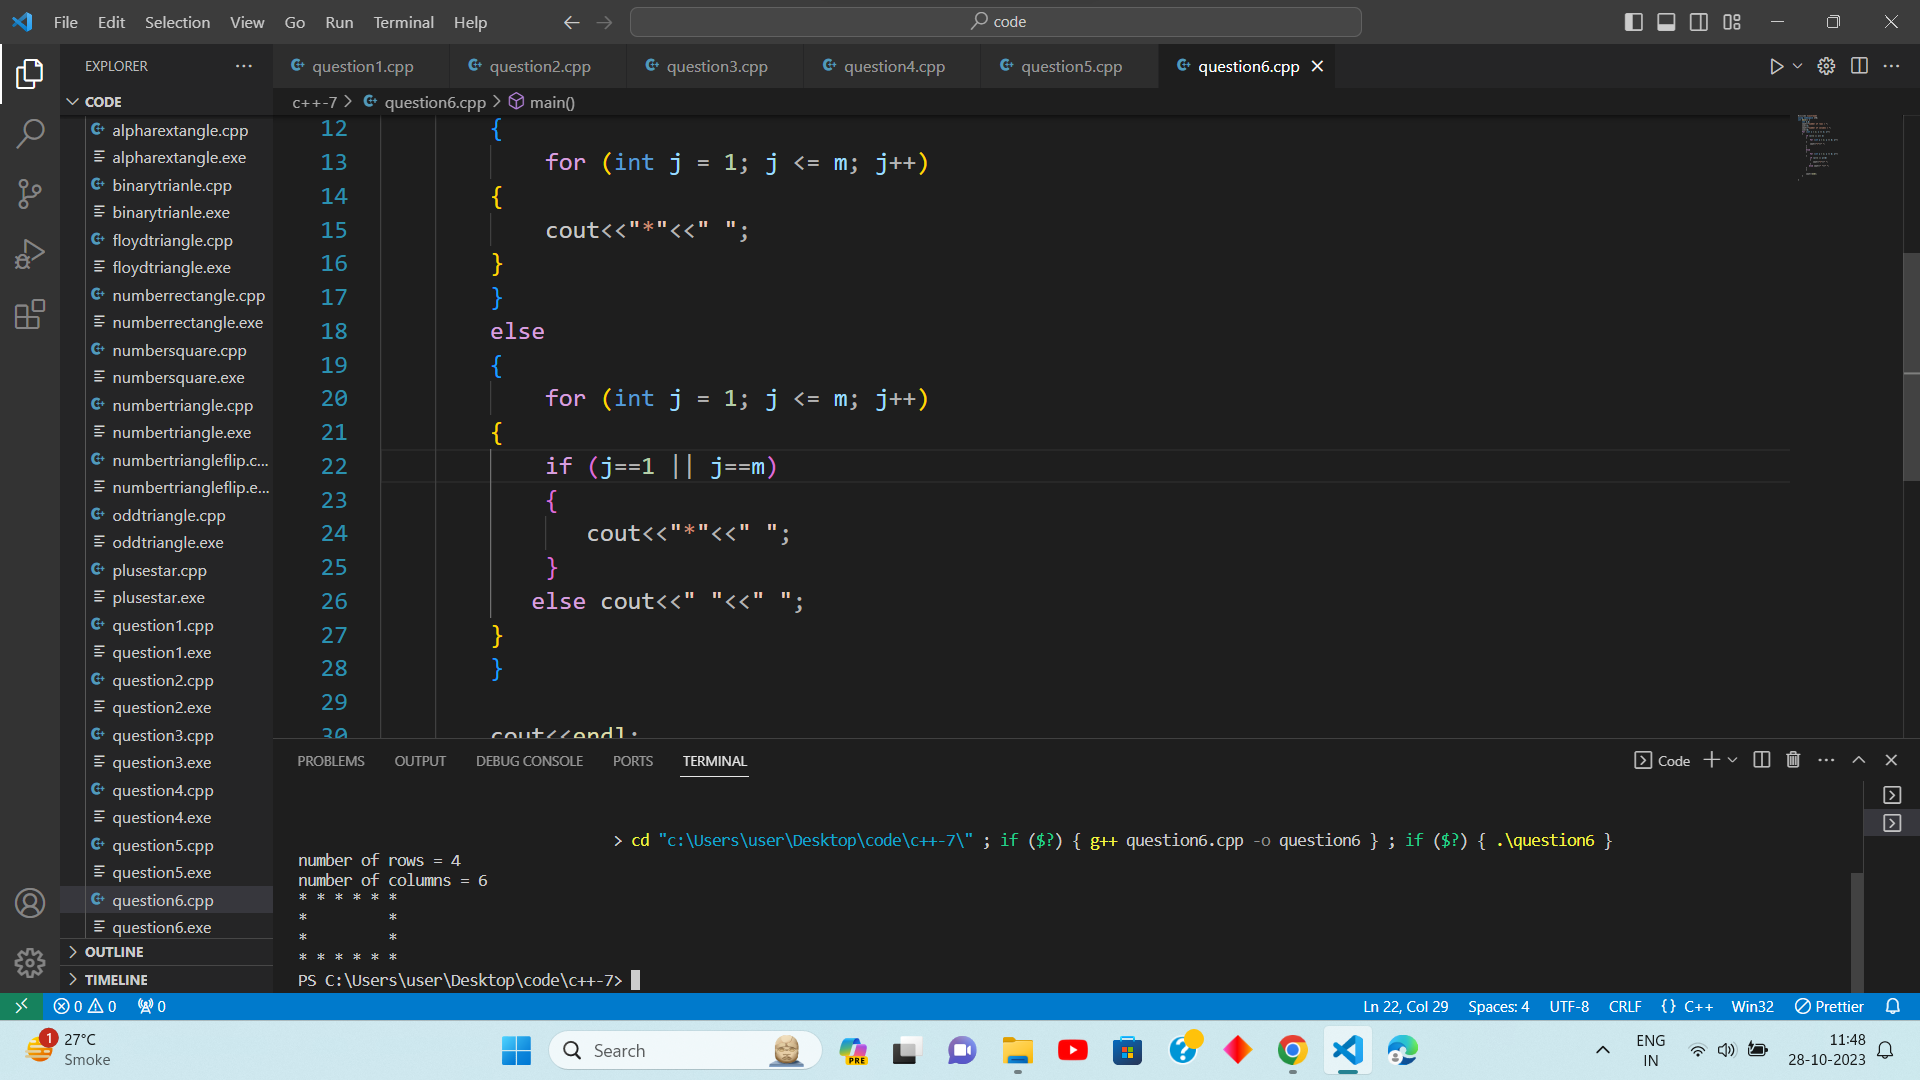 File Edit Selection View Go Run Terminal Help
code
EXPLORER
CODE
alpharextangle.cpp
alpharextangle.exe
binarytrianle.cpp
binarytrianle.exe
floydtriangle.cpp
floydtriangle.exe
numberrectangle.cpp
numberrectangle.exe
numbersquare.cpp
numbersquare.exe
numbertriangle.cpp
numbertriangle.exe
numbertriangleflip.c...
numbertriangleflip.e...
oddtriangle.cpp
oddtriangle.exe
plusestar.cpp
plusestar.exe
question1.cpp
question1.exe
question2.cpp
question2.exe
question3.cpp
question3.exe
question4.cpp
question4.exe
question5.cpp
question5.exe
question6.cpp
question6.exe
OUTLINE
TIMELINE
question1.cpp question2.cpp question3.cpp question4.cpp question5.cpp question6.cpp
c++-7 > question6.cpp > main()
12 {
13 for (int j = 1; j <= m; j++)
14 {
15 cout<<"*"<<" ";
16 }
17 }
18 else
19 {
20 for (int j = 1; j <= m; j++)
21 {
22 if (j==1 || j==m)
23 {
24 cout<<"*"<<" ";
25 }
26 else cout<<" "<<" ";
27 }
28 }
29
30 cout<<endl;
PROBLEMS OUTPUT DEBUG CONSOLE PORTS TERMINAL
Code
> cd "c:\Users\user\Desktop\code\c++-7\" ; if ($?) { g++ question6.cpp -o question6 } ; if ($?) { .\question6 }
number of rows = 4
number of columns = 6
* * * * * *
*         *
*         *
* * * * * *
PS C:\Users\user\Desktop\code\c++-7>
0 0 0
Ln 22, Col 29 Spaces: 4 UTF-8 CRLF {} C++ Win32 Prettier
1
27°C
Smoke
Search
PRE
ENG
IN
11:48
28-10-2023